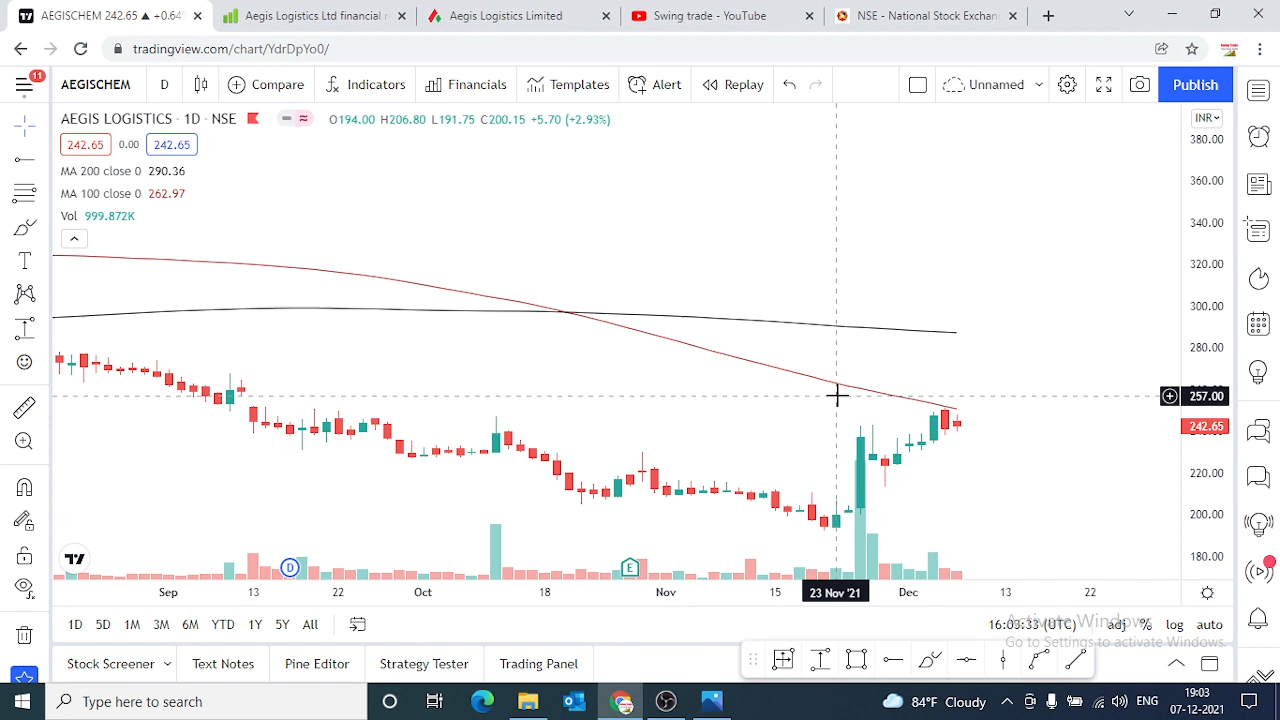 AEGISCHEM 242.65 ▲ +0.64%
Aegis Logistics Ltd financial r
Aegis Logistics Limited
Swing trade - YouTube
NSE - National Stock Exchang
tradingview.com/chart/YdrDpYo0/
11
AEGISCHEM
D
Compare
Indicators
Financials
Templates
Alert
Replay
Unnamed
Publish
AEGIS LOGISTICS · 1D · NSE
O194.00 H206.80 L191.75 C200.15 +5.70 (+2.93%)
INR
242.65 0.00 242.65
MA 200 close 0 290.36
MA 100 close 0 262.97
Vol 999.872K
380.00
360.00
340.00
320.00
300.00
280.00
257.00
242.65
220.00
200.00
180.00
D
E
Sep 13 22 Oct 18 Nov 15 23 Nov '21 Dec 13 22
1D 5D 1M 3M 6M YTD 1Y 5Y All
16:05:33 (UTC) adj % log auto
Activate Windows
Go to Settings to activate Windows.
Stock Screener
Text Notes
Pine Editor
Strategy Tester
Trading Panel
Type here to search
84°F Cloudy
ENG
19:03
07-12-2021